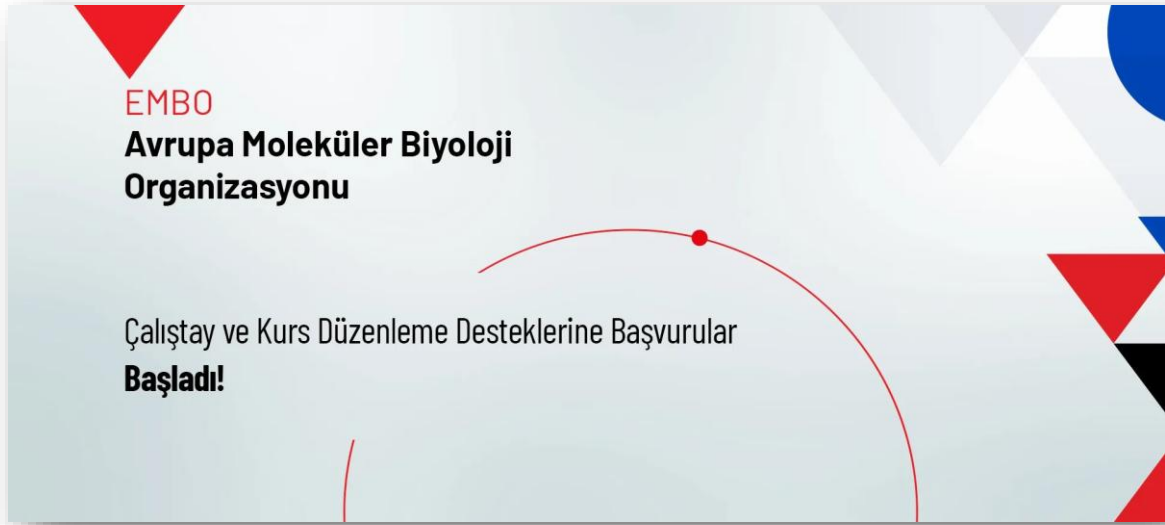 EMBO
Avrupa Moleküler Biyoloji
Organizasyonu
Çalıştay ve Kurs Düzenleme Desteklerine Başvurular
Başladı!